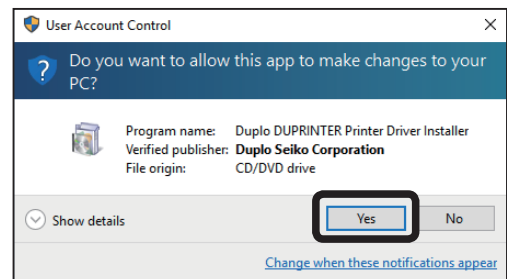 User Account Control
Do you want to allow this app to make changes to your
PC?
Program name: Duplo DUPRINTER Printer Driver Installer
Verified publisher: Duplo Seiko Corporation
File origin: CD/DVD drive
Show details
Yes
No
Change when these notifications appear